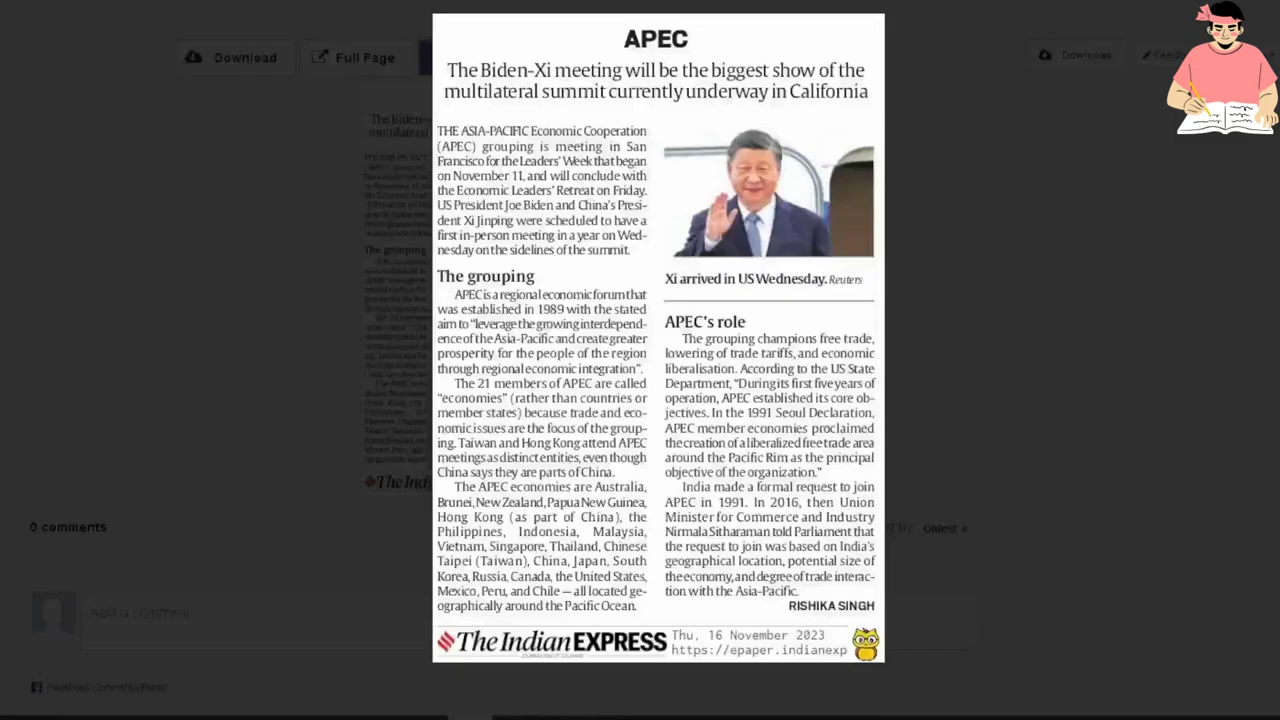 Download
Full Page
Download
APEC
The Biden-Xi meeting will be the biggest show of the
multilateral summit currently underway in California
THE ASIA-PACIFIC Economic Cooperation
(APEC) grouping is meeting in San
Francisco for the Leaders' Week that began
on November 11, and will conclude with
the Economic Leaders' Retreat on Friday.
US President Joe Biden and China's Presi-
dent Xi Jinping were scheduled to have a
first in-person meeting in a year on Wed-
nesday on the sidelines of the summit.
The grouping
APEC is a regional economic forum that
was established in 1989 with the stated
aim to "leverage the growing interdepend-
ence of the Asia-Pacific and create greater
prosperity for the people of the region
through regional economic integration".
The 21 members of APEC are called
"economies" (rather than countries or
member states) because trade and eco-
nomic issues are the focus of the group-
ing. Taiwan and Hong Kong attend APEC
meetings as distinct entities, even though
China says they are parts of China.
The APEC economies are Australia,
Brunei, New Zealand, Papua New Guinea,
Hong Kong (as part of China), the
Philippines, Indonesia, Malaysia,
Vietnam, Singapore, Thailand, Chinese
Taipei (Taiwan), China, Japan, South
Korea, Russia, Canada, the United States,
Mexico, Peru, and Chile — all located ge-
ographically around the Pacific Ocean.
Xi arrived in US Wednesday. Reuters
APEC's role
The grouping champions free trade,
lowering of trade tariffs, and economic
liberalisation. According to the US State
Department, "During its first five years of
operation, APEC established its core ob-
jectives. In the 1991 Seoul Declaration,
APEC member economies proclaimed
the creation of a liberalized free trade area
around the Pacific Rim as the principal
objective of the organization."
India made a formal request to join
APEC in 1991. In 2016, then Union
Minister for Commerce and Industry
Nirmala Sitharaman told Parliament that
the request to join was based on India's
geographical location, potential size of
the economy, and degree of trade interac-
tion with the Asia-Pacific.
RISHIKA SINGH
The Indian EXPRESS
Thu, 16 November 2023
https://epaper.indianexp
0 comments
by Oldest
Add a comment
Facebook Comments Plugin